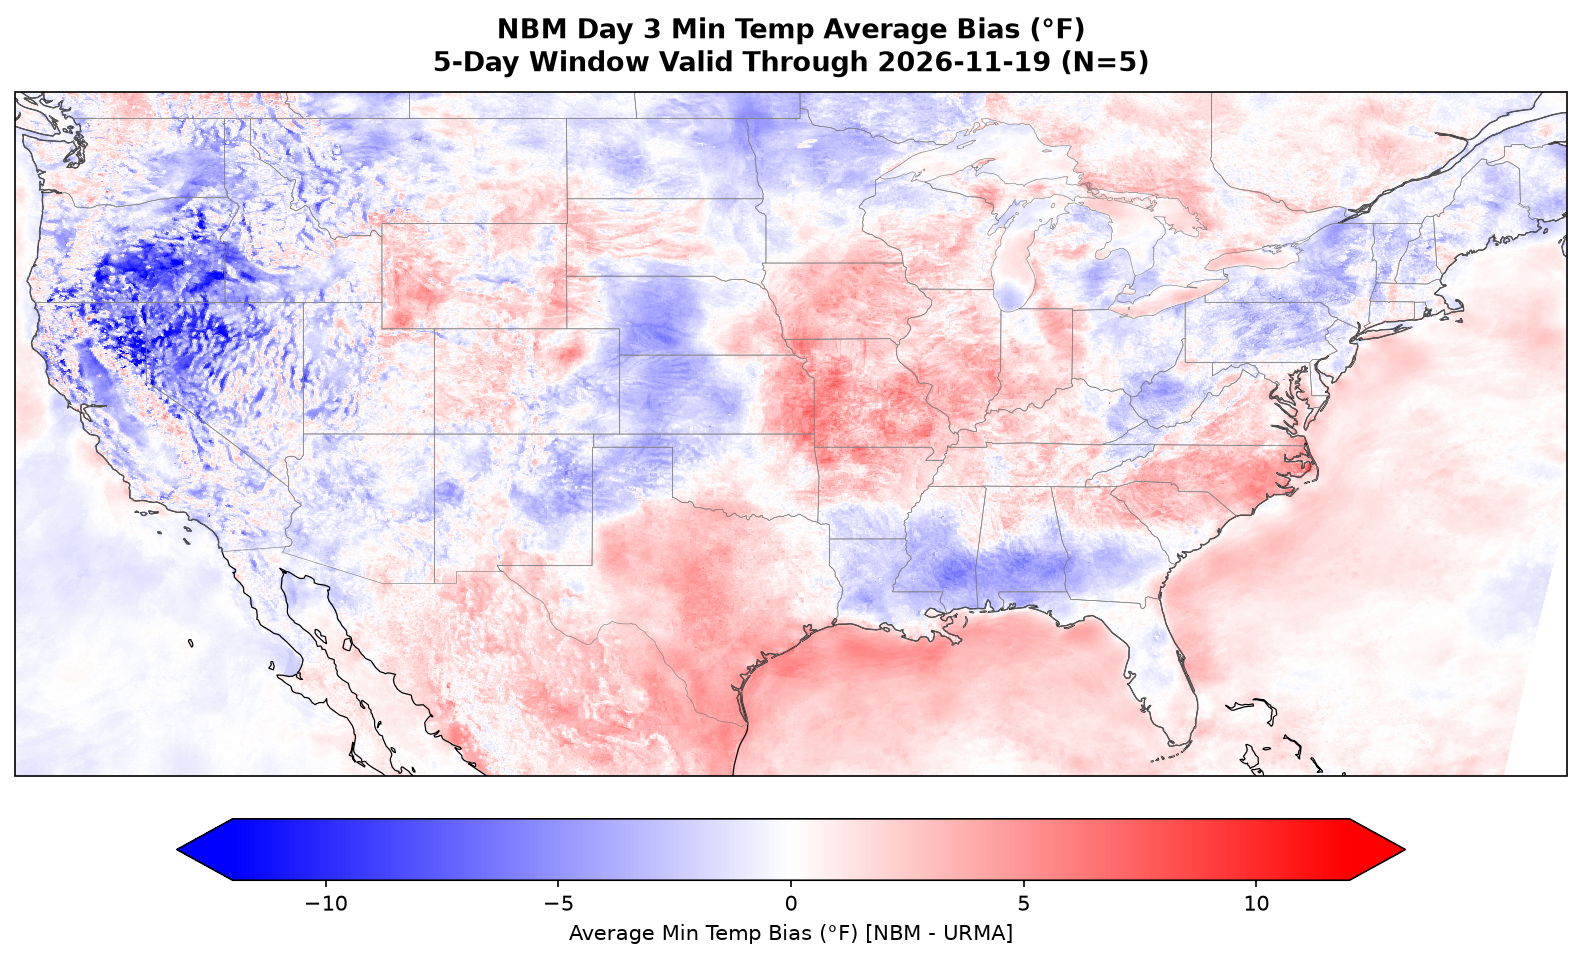 NBM Day 3 Min Temp Average Bias (°F)
5-Day Window Valid Through 2026-11-19 (N=5)
−10 −5 0 5 10
Average Min Temp Bias (°F) [NBM - URMA]